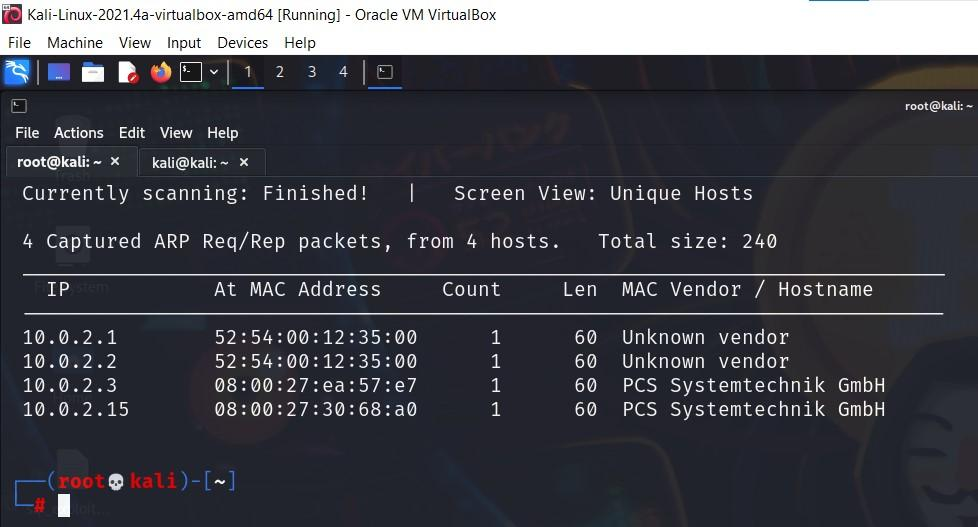 Kali-Linux-2021.4a-virtualbox-amd64 [Running] - Oracle VM VirtualBox
File Machine View Input Devices Help
1 2 3 4
root@kali: ~
File Actions Edit View Help
root@kali: ~ × kali@kali: ~ ×
Currently scanning: Finished! | Screen View: Unique Hosts
4 Captured ARP Req/Rep packets, from 4 hosts. Total size: 240
IP At MAC Address Count Len MAC Vendor / Hostname
10.0.2.1 52:54:00:12:35:00 1 60 Unknown vendor
10.0.2.2 52:54:00:12:35:00 1 60 Unknown vendor
10.0.2.3 08:00:27:ea:57:e7 1 60 PCS Systemtechnik GmbH
10.0.2.15 08:00:27:30:68:a0 1 60 PCS Systemtechnik GmbH
(root💀kali)-[~]
#